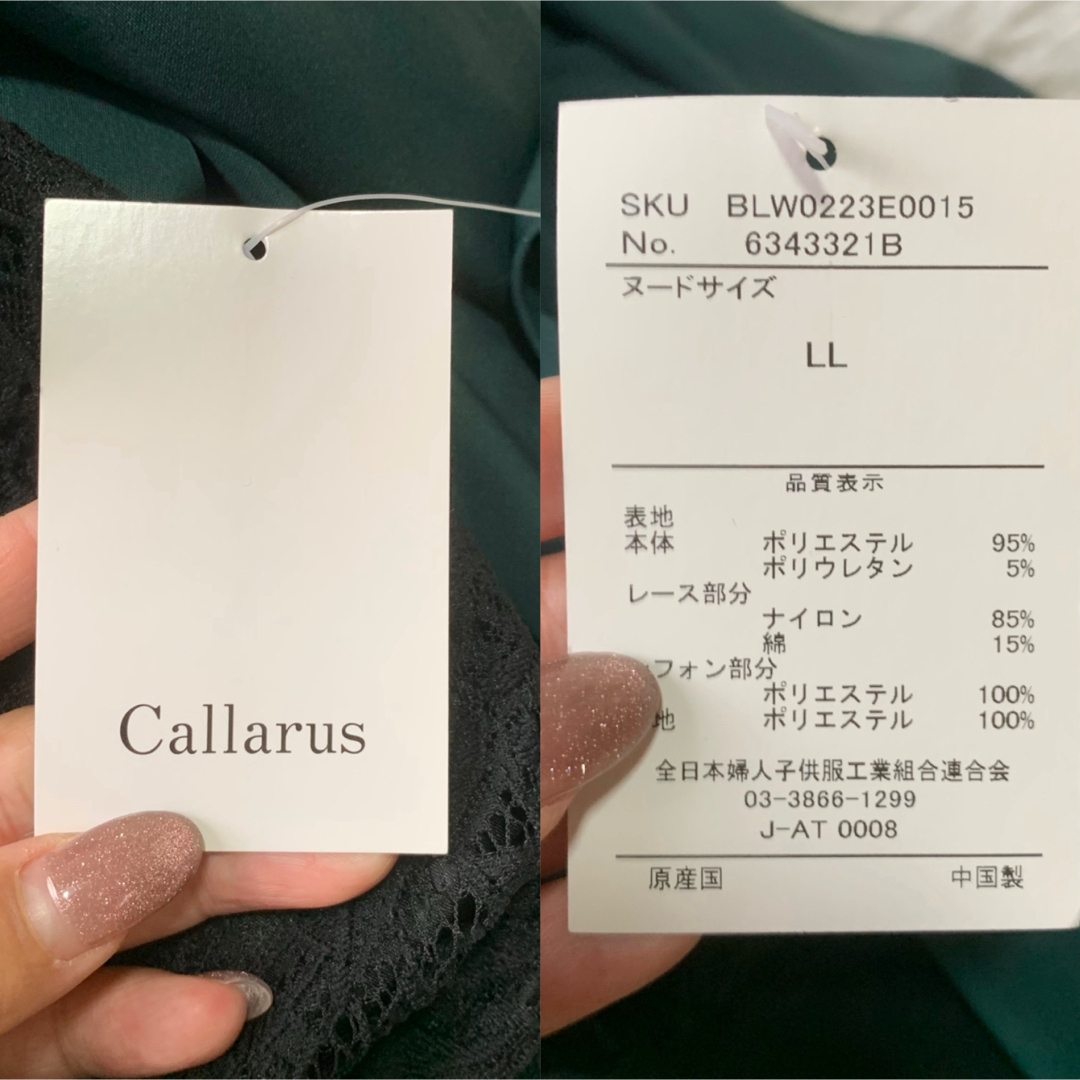 Callarus
SKU BLW0223E0015
No. 6343321B
ヌードサイズ
LL
品質表示
表地
本体 ポリエステル 95%
ポリウレタン 5%
レース部分
ナイロン 85%
綿 15%
フォン部分
ポリエステル 100%
地 ポリエステル 100%
全日本婦人子供服工業組合連合会
03-3866-1299
J-AT 0008
原産国 中国製